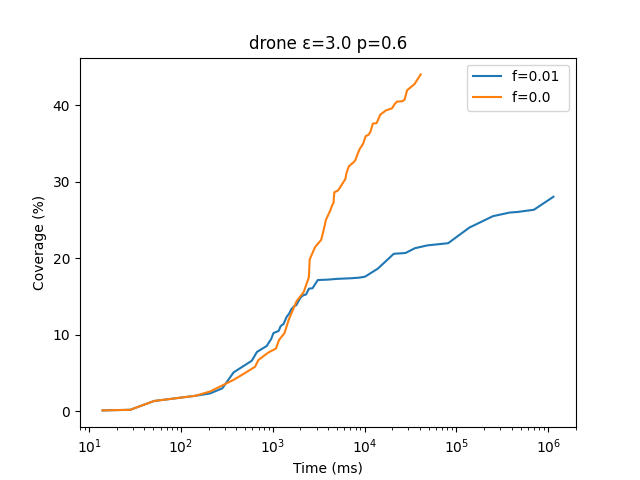 drone ε=3.0 p=0.6
f=0.01
f=0.0
Coverage (%)
40
30
20
10
0
10¹ 10² 10³ 10⁴ 10⁵ 10⁶
Time (ms)